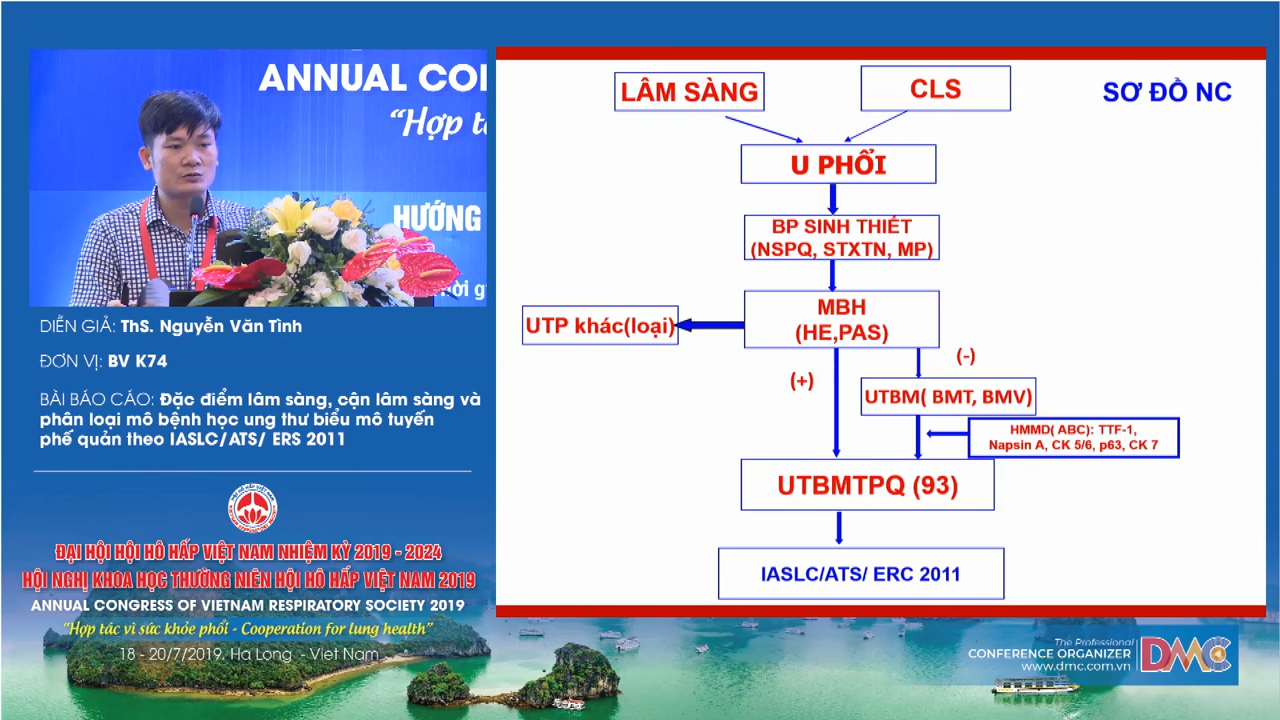 ANNUAL CON
“Hợp tá
HƯỚNG
DIỄN GIẢ: ThS. Nguyễn Văn Tình
ĐƠN VỊ: BV K74
BÀI BÁO CÁO: Đặc điểm lâm sàng, cận lâm sàng và
phân loại mô bệnh học ung thư biểu mô tuyến
phế quản theo IASLC/ATS/ ERS 2011
ĐẠI HỘI HỘI HÔ HẤP VIỆT NAM NHIỆM KỲ 2019 - 2024
HỘI NGHỊ KHOA HỌC THƯỜNG NIÊN HỘI HÔ HẤP VIỆT NAM 2019
ANNUAL CONGRESS OF VIETNAM RESPIRATORY SOCIETY 2019
“Hợp tác vì sức khỏe phổi - Cooperation for lung health”
18 - 20/7/2019. Ha Long - Viet Nam
LÂM SÀNG
CLS
SƠ ĐỒ NC
U PHỔI
BP SINH THIẾT
(NSPQ, STXTN, MP)
MBH
(HE,PAS)
UTP khác(loại)
(+)
(-)
UTBM( BMT, BMV)
HMMD( ABC): TTF-1,
Napsin A, CK 5/6, p63, CK 7
UTBMTPQ (93)
IASLC/ATS/ ERC 2011
The Professional
CONFERENCE ORGANIZER
www.dmc.com.vn
DMC